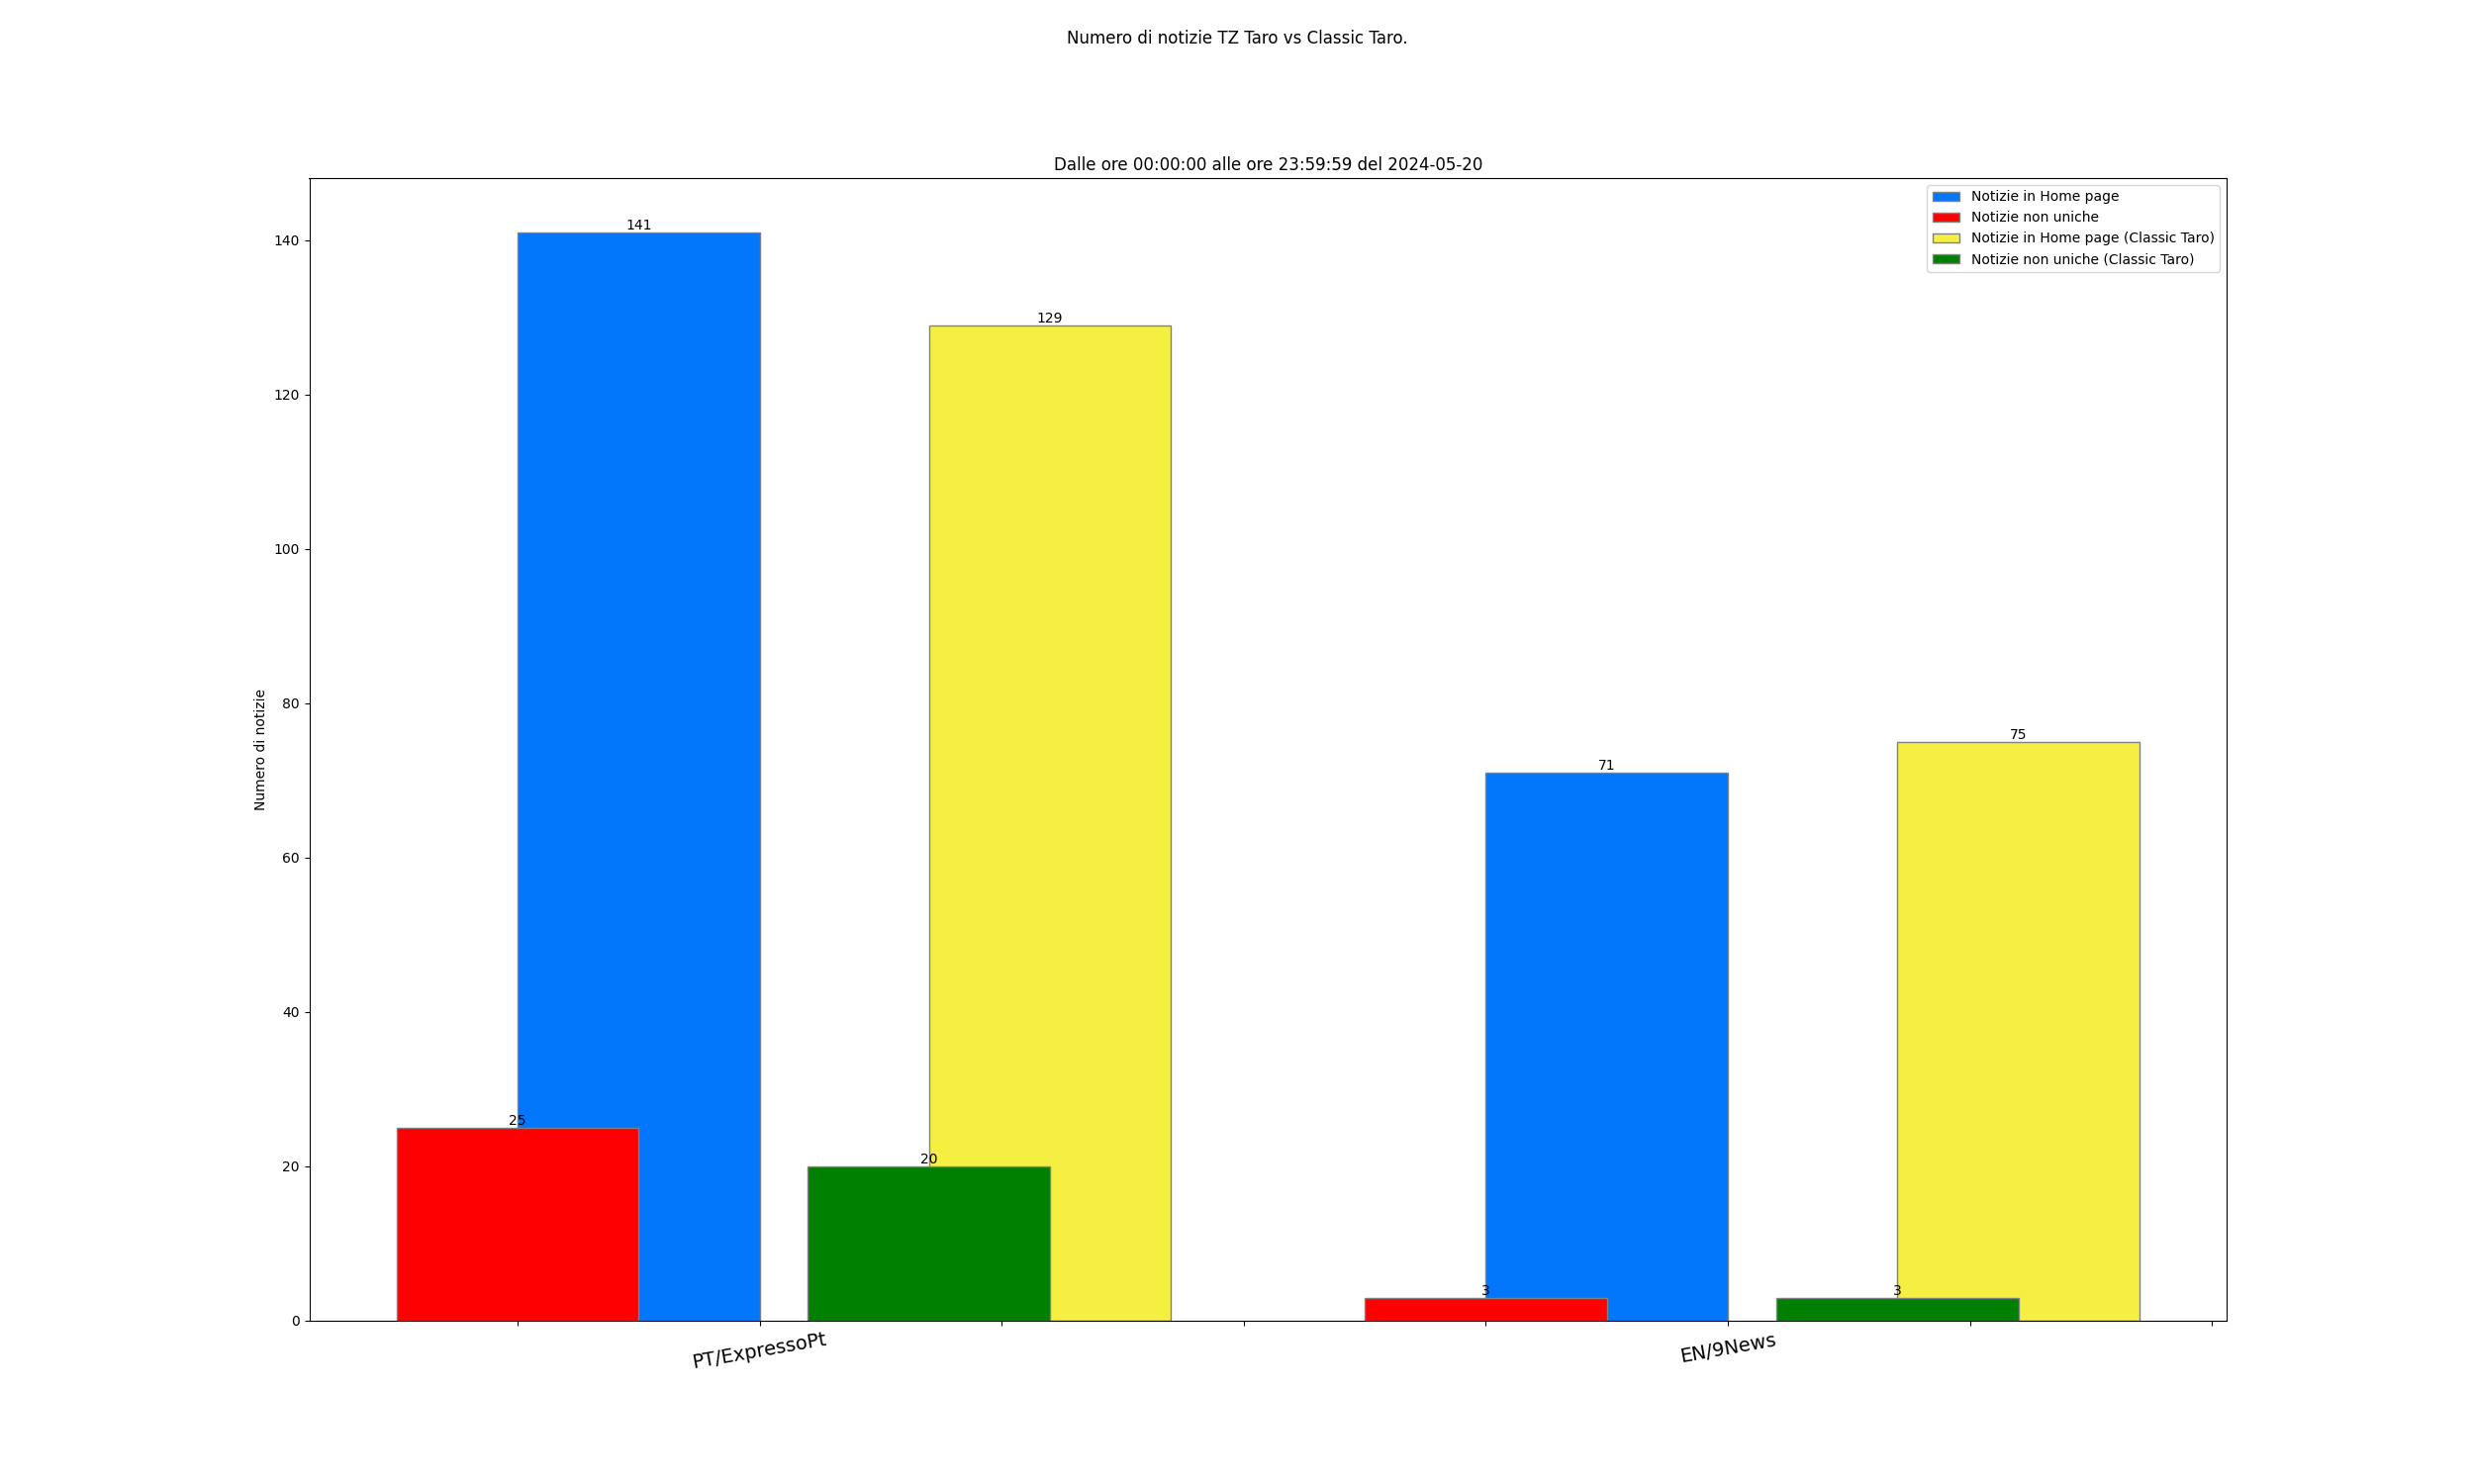 Numero di notizie TZ Taro vs Classic Taro.
Dalle ore 00:00:00 alle ore 23:59:59 del 2024-05-20
Notizie in Home page
Notizie non uniche
Notizie in Home page (Classic Taro)
Notizie non uniche (Classic Taro)
Numero di notizie
140
120
100
80
60
40
20
0
141
129
25
20
71
75
3
3
PT/ExpressoPt
EN/9News